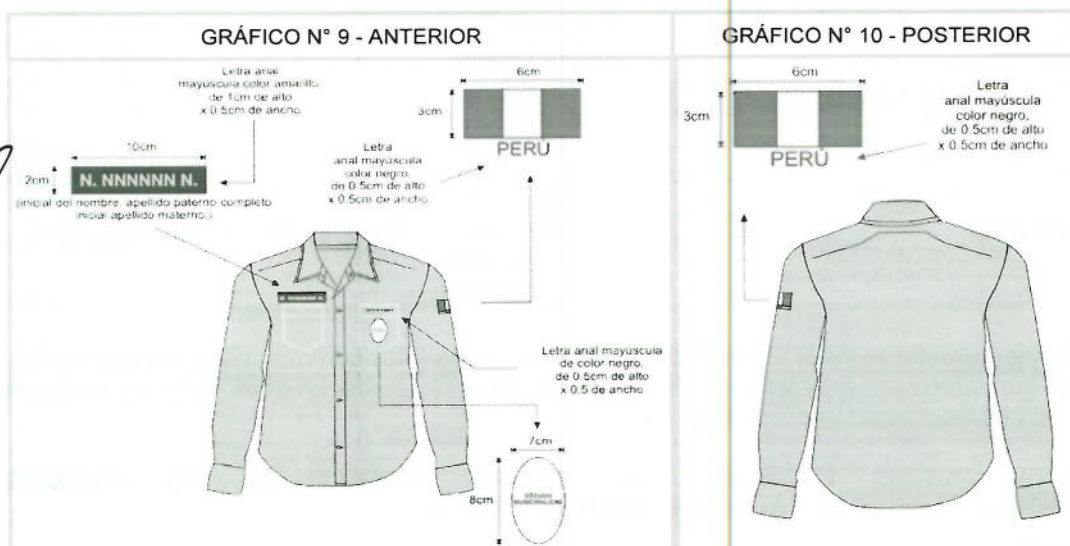 GRÁFICO N° 9 - ANTERIOR
Letra arial
mayúscula color amarillo
de 1cm de alto
x 0.5cm de ancho
10cm
2cm
N. NNNNNN N.
(inicial del nombre, apellido paterno completo
inicial apellido materno.)
6cm
3cm
PERÚ
Letra
arial mayúscula
color negro,
de 0.5cm de alto
x 0.5cm de ancho
N. NNNNNN N.
Letra arial mayúscula
de color negro,
de 0.5cm de alto
x 0.5 de ancho
7cm
8cm
GRÁFICO N° 10 - POSTERIOR
6cm
3cm
PERÚ
Letra
arial mayúscula
color negro,
de 0.5cm de alto
x 0.5cm de ancho